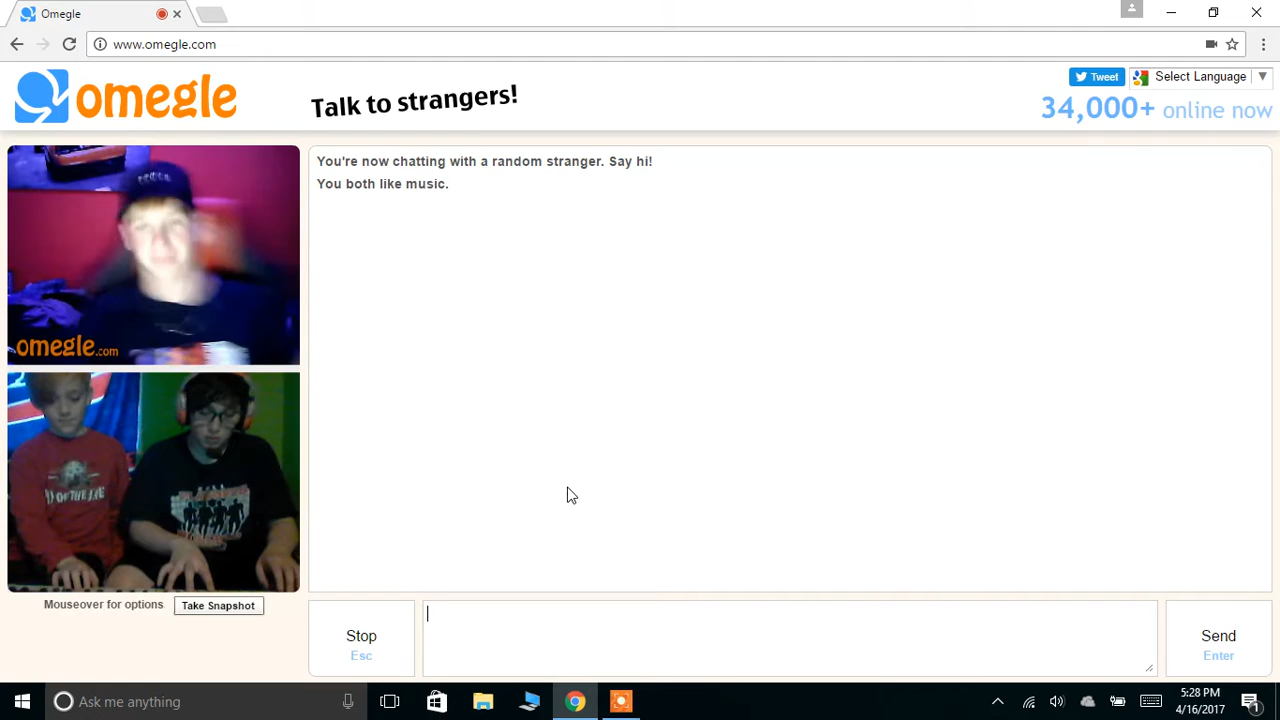 Omegle
www.omegle.com
omegle
Talk to strangers!
Tweet
Select Language
34,000+ online now
omegle.com
You're now chatting with a random stranger. Say hi!
You both like music.
Mouseover for options
Take Snapshot
Stop
Esc
Send
Enter
Ask me anything
5:28 PM
4/16/2017
1